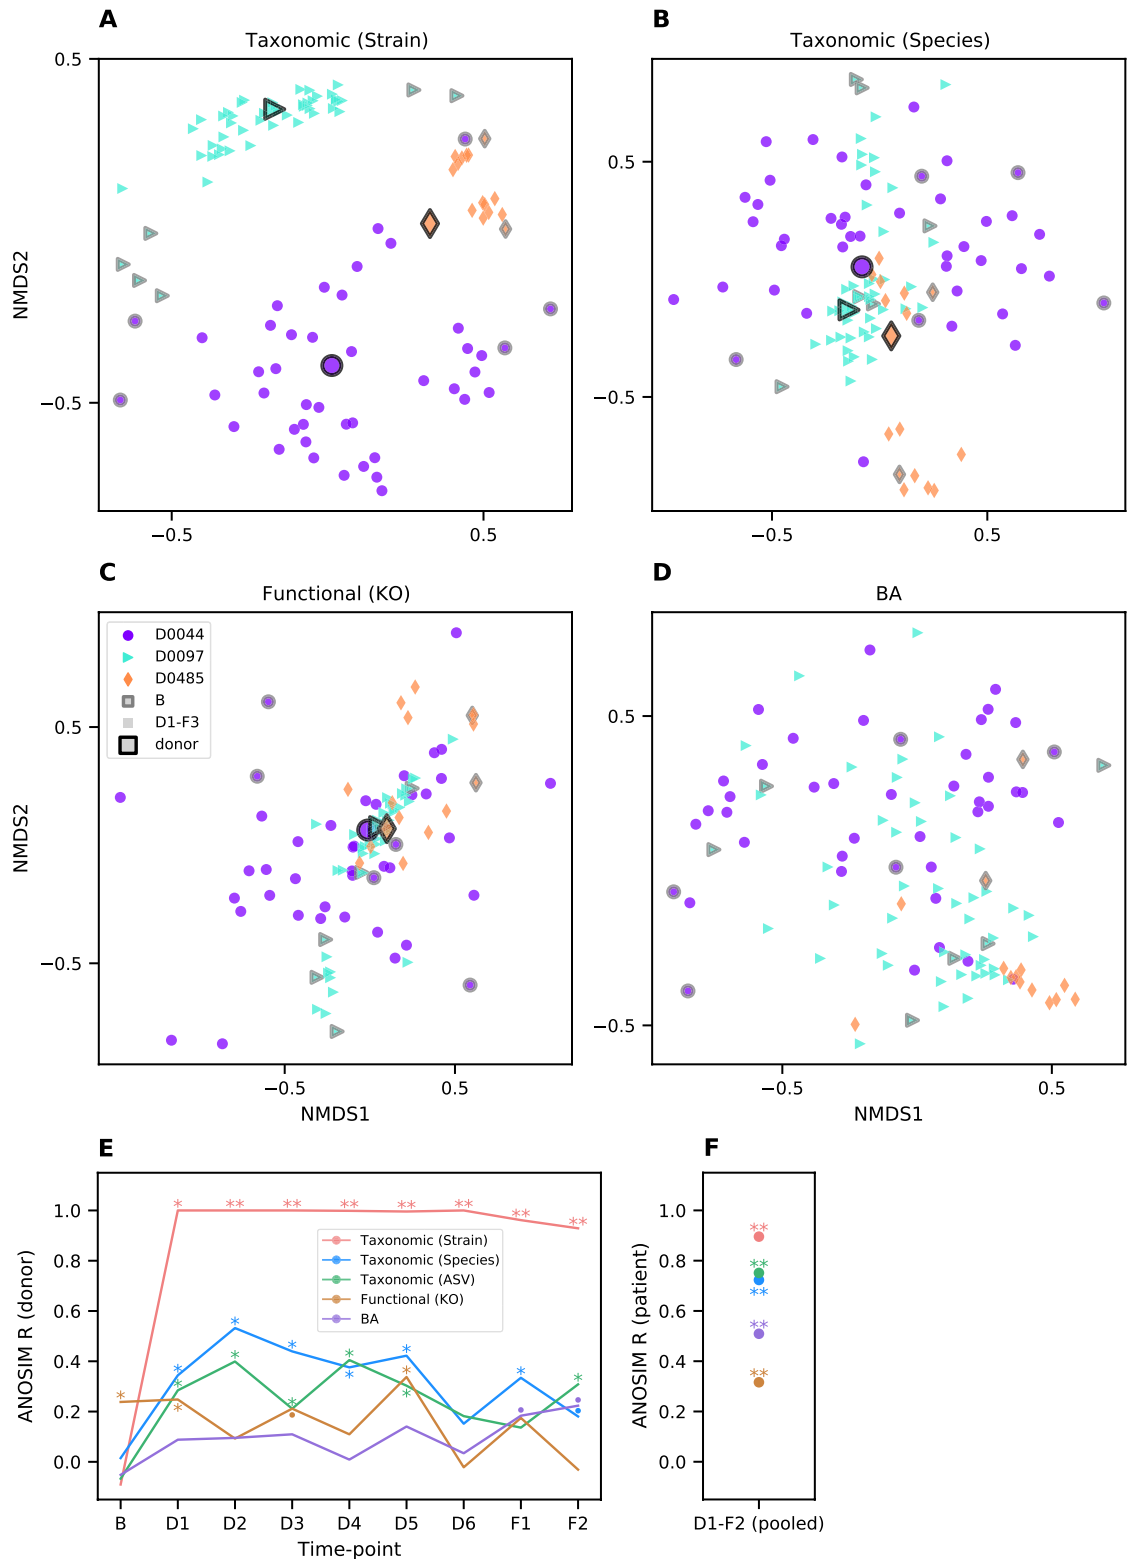 A
Taxonomic (Strain)
0.5
−0.5
NMDS2
−0.5
0.5
B
Taxonomic (Species)
0.5
−0.5
−0.5
0.5
C
Functional (KO)
D0044
D0097
D0485
B
D1-F3
donor
0.5
−0.5
NMDS2
−0.5
0.5
NMDS1
D
BA
0.5
−0.5
−0.5
0.5
NMDS1
E
1.0
0.8
0.6
0.4
0.2
0.0
ANOSIM R (donor)
* ** ** ** ** ** ** **
Taxonomic (Strain)
Taxonomic (Species)
Taxonomic (ASV)
Functional (KO)
BA
B D1 D2 D3 D4 D5 D6 F1 F2
Time-point
F
1.0
0.8
0.6
0.4
0.2
0.0
ANOSIM R (patient)
**
**
**
**
**
D1-F2 (pooled)